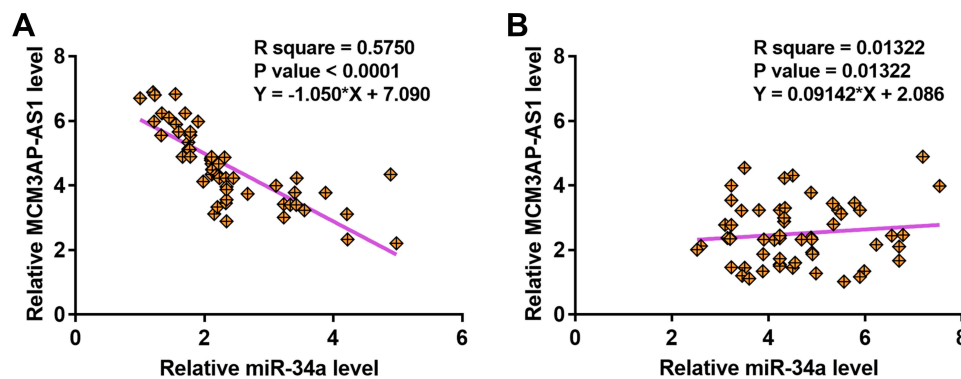 A
R square = 0.5750
P value < 0.0001
Y = -1.050*X + 7.090
Relative MCM3AP-AS1 level
8
6
4
2
0
0 2 4 6
Relative miR-34a level
B
R square = 0.01322
P value = 0.01322
Y = 0.09142*X + 2.086
Relative MCM3AP-AS1 level
8
6
4
2
0
0 2 4 6 8
Relative miR-34a level